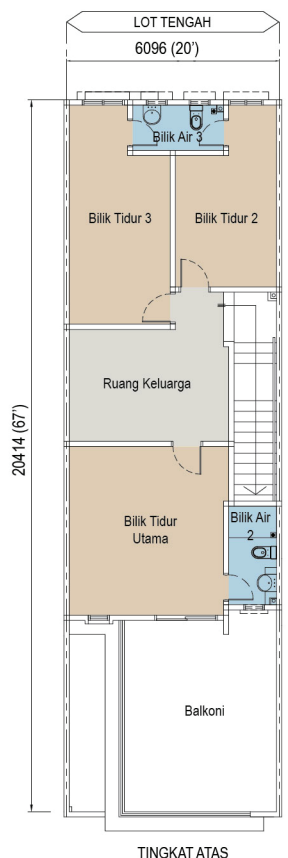 LOT TENGAH
6096 (20’)
Bilik Air 3
Bilik Tidur 3
Bilik Tidur 2
Ruang Keluarga
20414 (67’)
Bilik Tidur
Utama
Bilik Air
2
Balkoni
TINGKAT ATAS